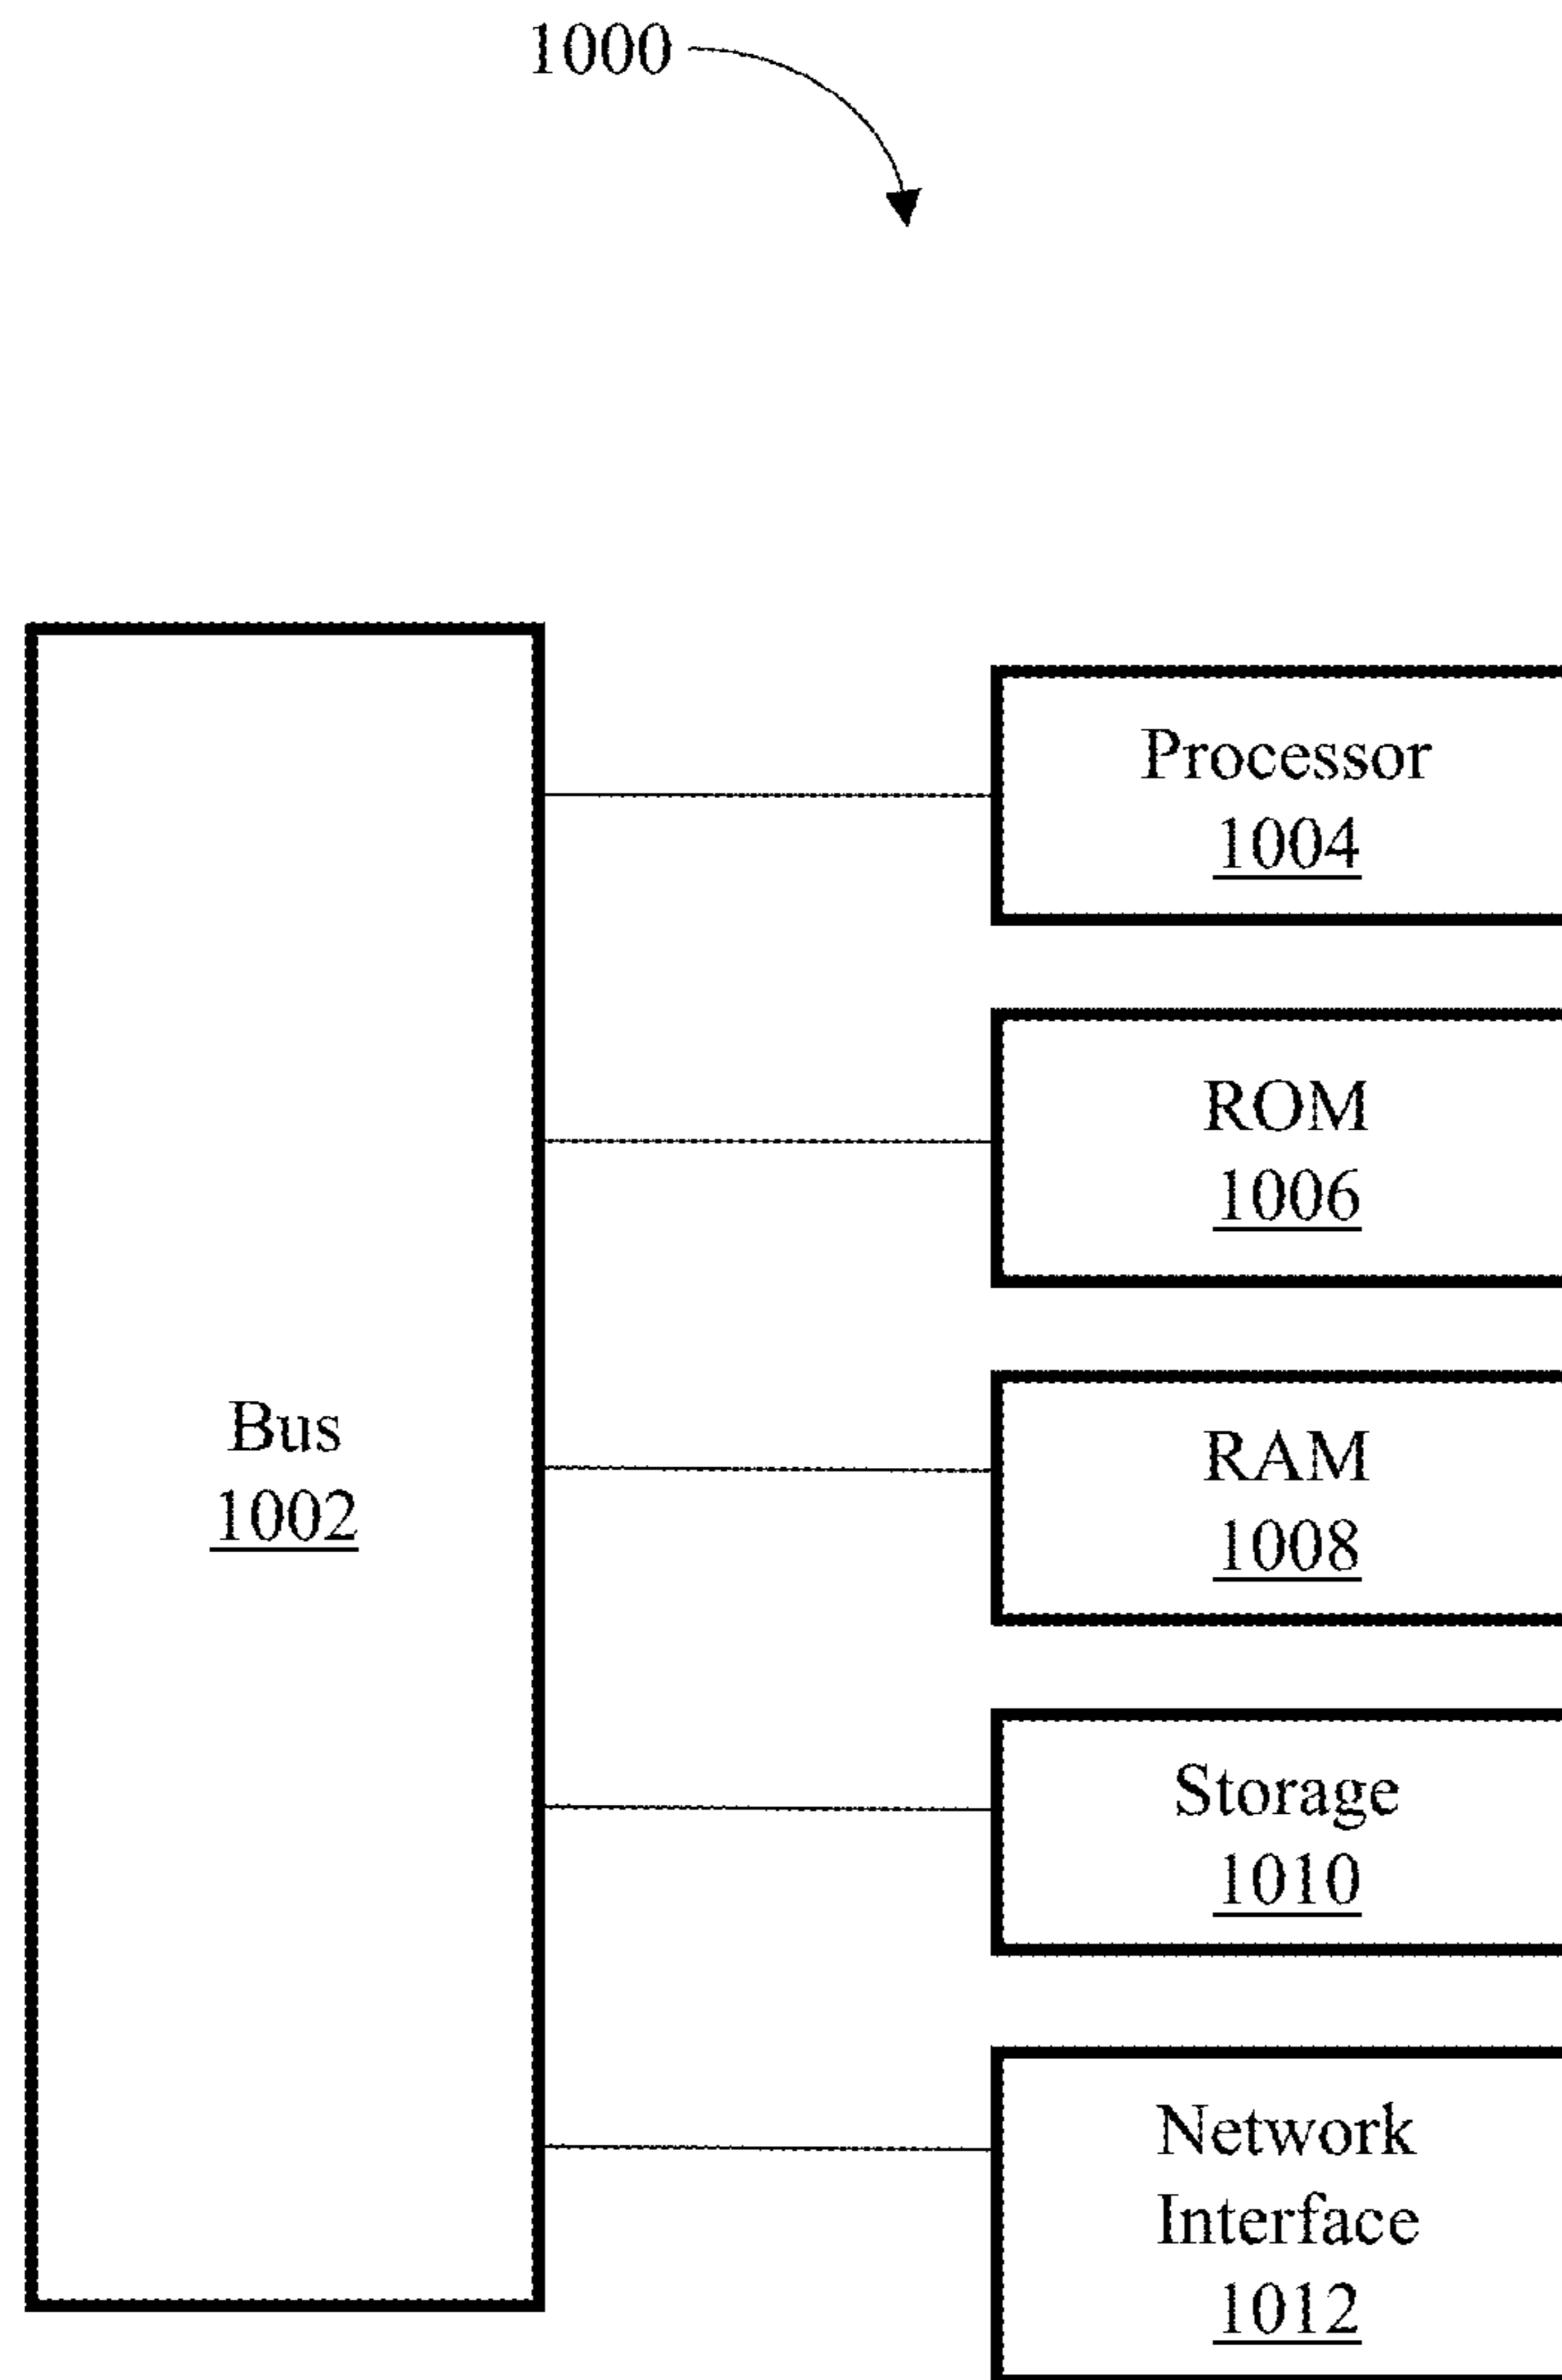 1000
Processor
1004
ROM
1006
Bus
1002
RAM
1008
Storage
1010
Network
Interface
1012